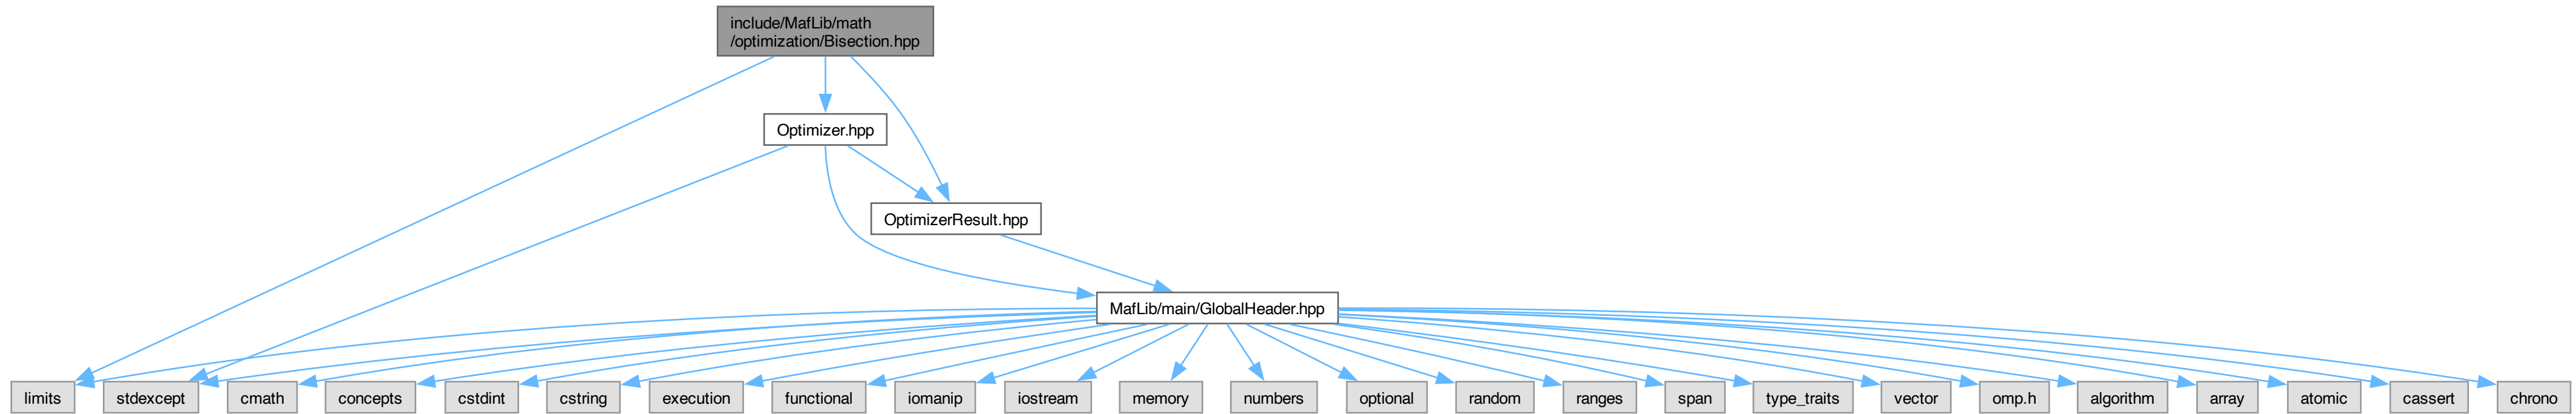 include/MafLib/math
/optimization/Bisection.hpp
Optimizer.hpp
OptimizerResult.hpp
MafLib/main/GlobalHeader.hpp
limits
stdexcept
cmath
concepts
cstdint
cstring
execution
functional
iomanip
iostream
memory
numbers
optional
random
ranges
span
type_traits
vector
omp.h
algorithm
array
atomic
cassert
chrono